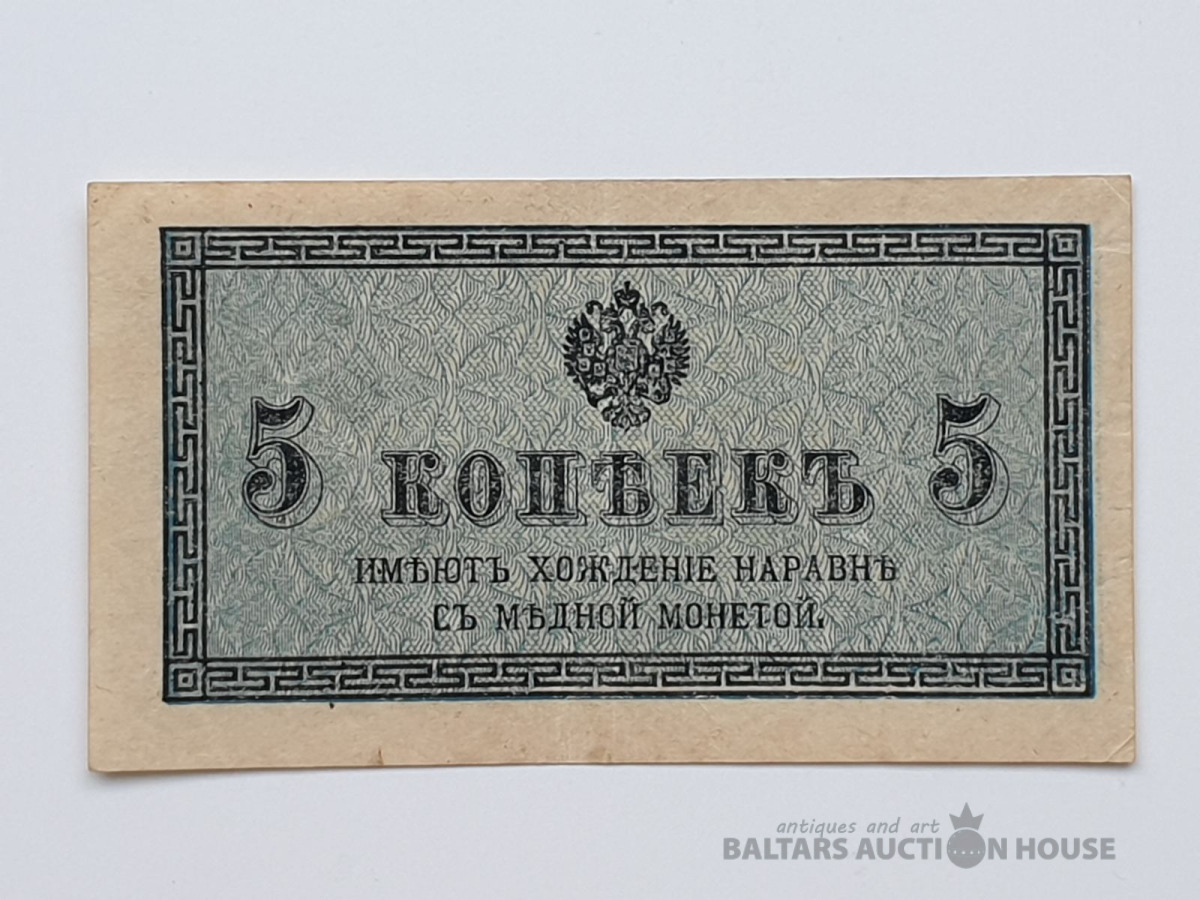 5 КОПѢЕКЪ 5
ИМѢЮТЪ ХОЖДЕНІЕ НАРАВНѢ
СЪ МѢДНОЙ МОНЕТОЙ.
antiques and art
BALTARS AUCTION HOUSE